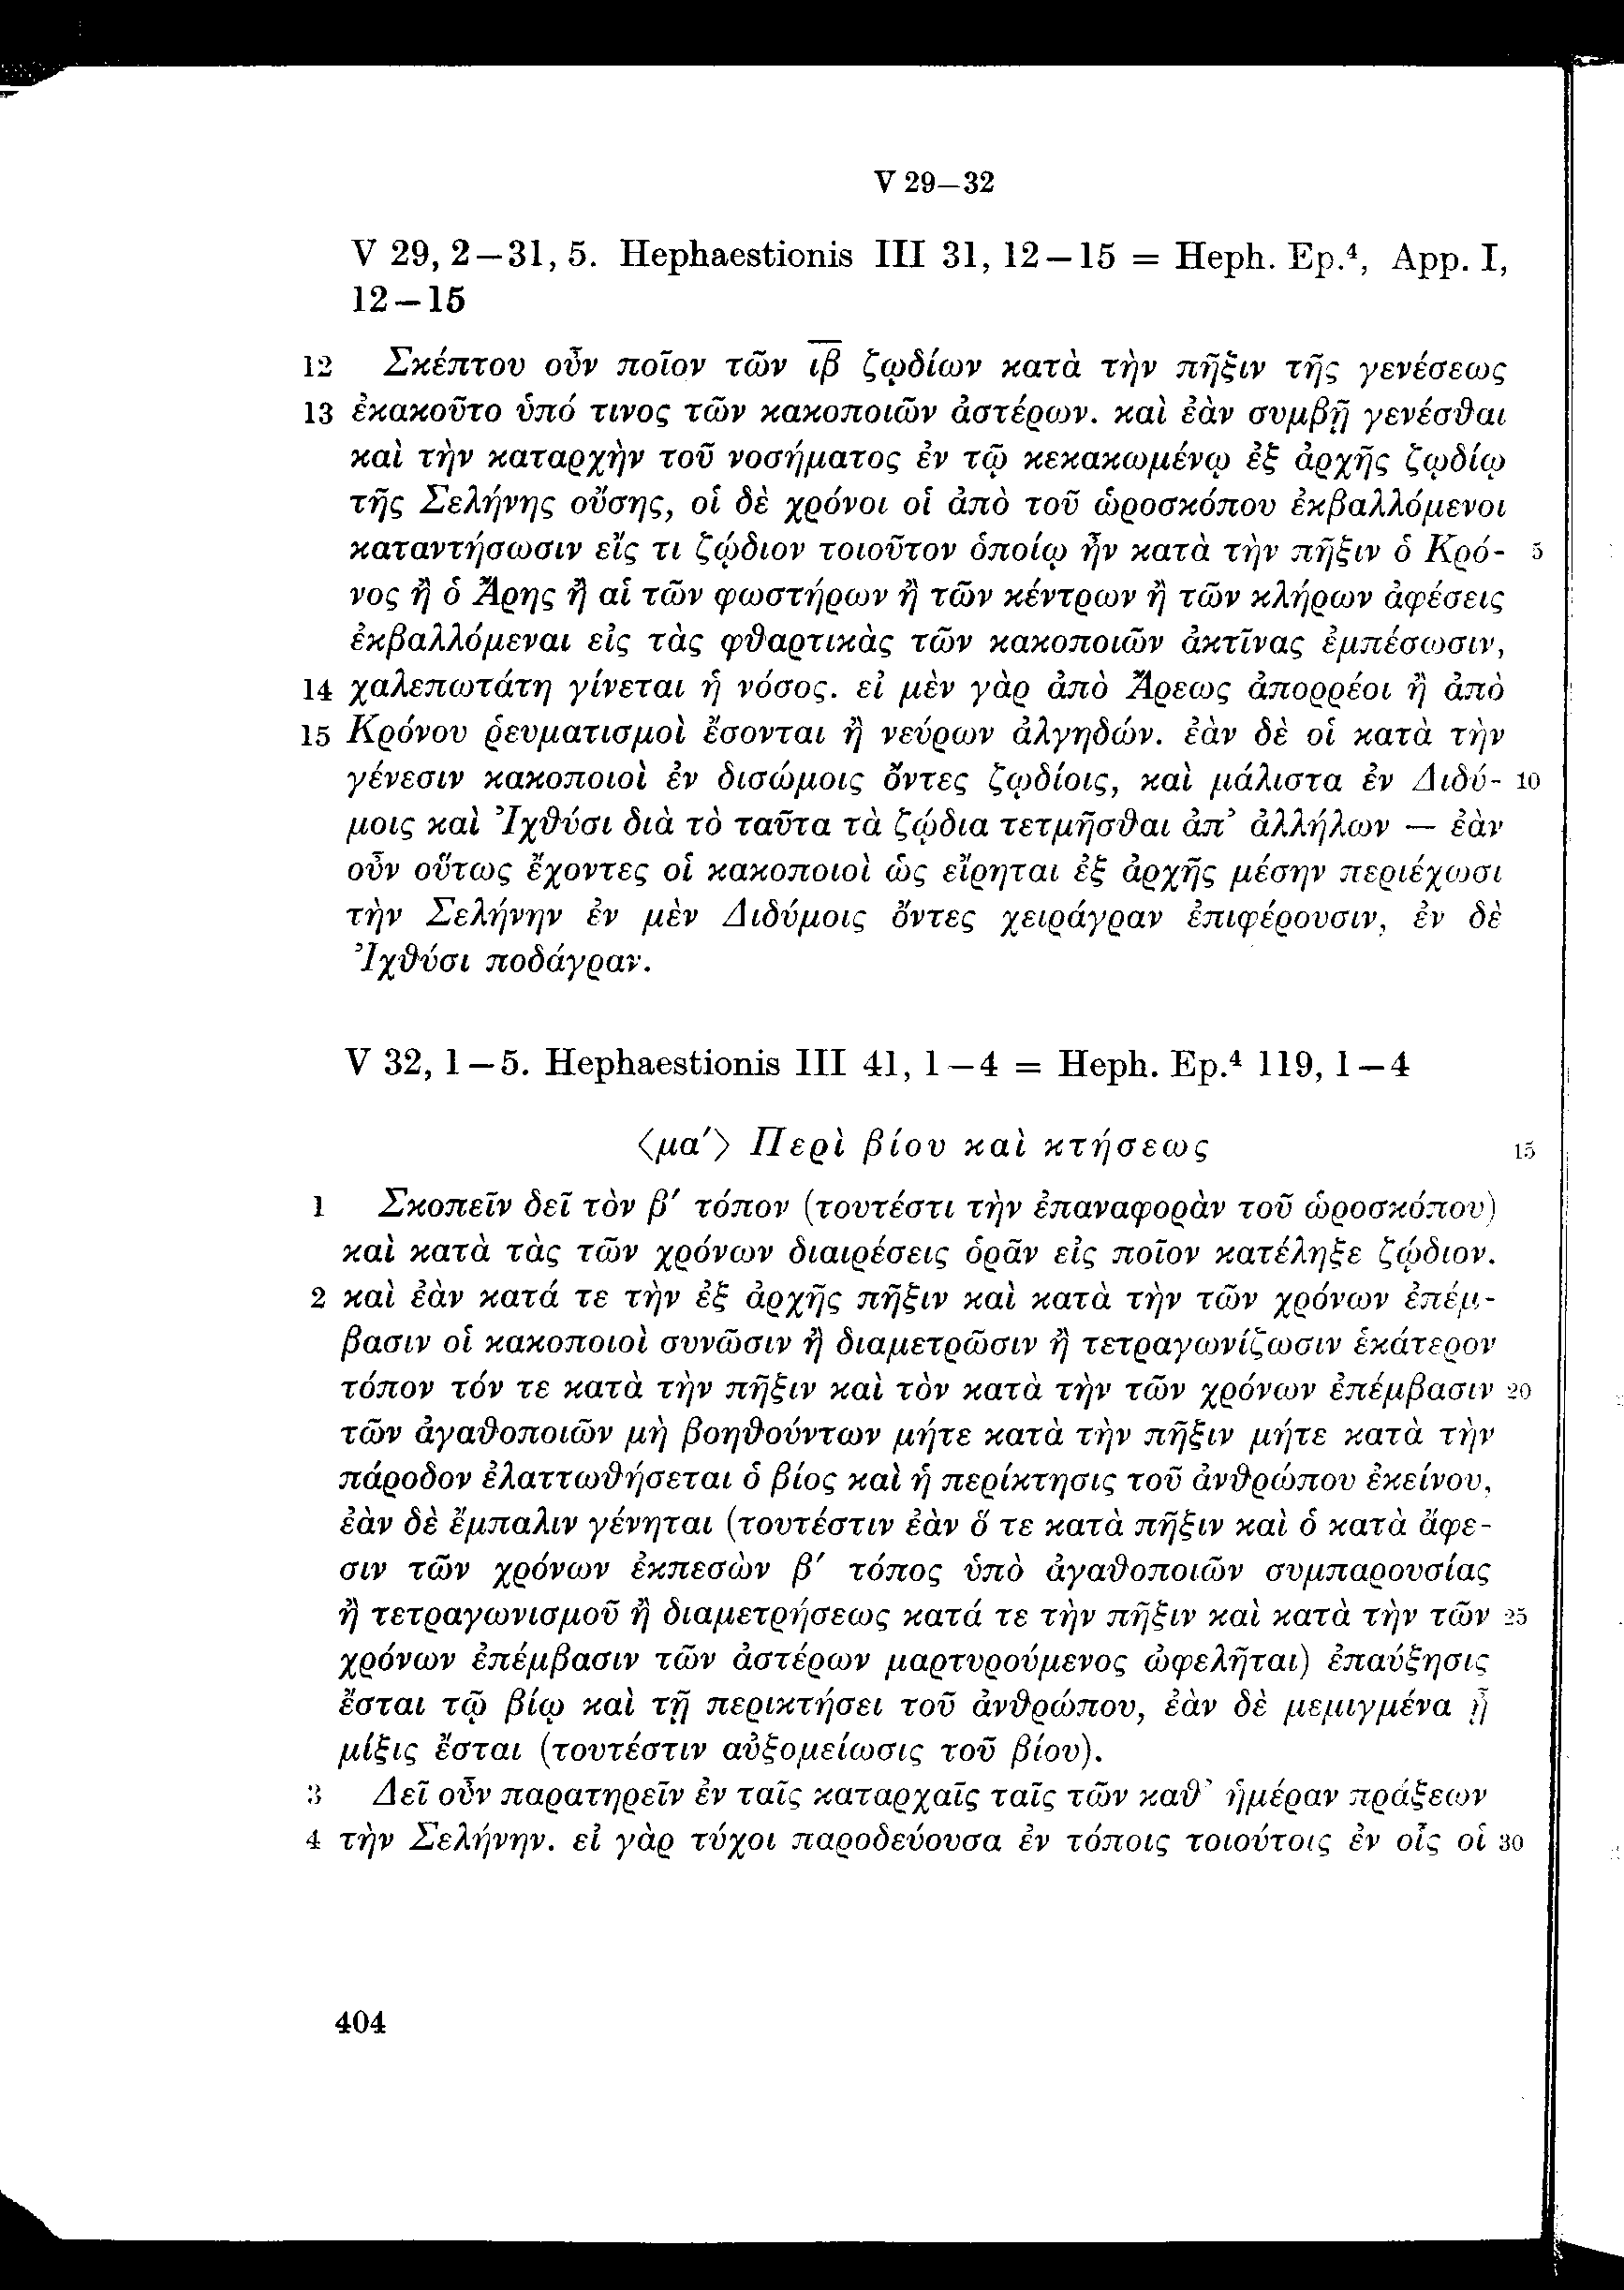 V 29—32
V 29, 2—31, 5. Hephaestionis III 31, 12—15 = Heph. Ep.⁴, App. I,
12—15
12 Σκέπτου οὖν ποῖον τῶν ι̅β̅ ζῳδίων κατὰ τὴν πῆξιν τῆς γενέσεως
13 ἐκακοῦτο ὑπό τινος τῶν κακοποιῶν ἀστέρων. καὶ ἐὰν συμβῇ γενέσθαι
καὶ τὴν καταρχὴν τοῦ νοσήματος ἐν τῷ κεκακωμένῳ ἐξ ἀρχῆς ζῳδίῳ
τῆς Σελήνης οὔσης, οἱ δὲ χρόνοι οἱ ἀπὸ τοῦ ὡροσκόπου ἐκβαλλόμενοι
καταντήσωσιν εἴς τι ζῴδιον τοιοῦτον ὁποίῳ ἦν κατὰ τὴν πῆξιν ὁ Κρό- 5
νος ἢ ὁ Ἄρης ἢ αἱ τῶν φωστήρων ἢ τῶν κέντρων ἢ τῶν κλήρων ἀφέσεις
ἐκβαλλόμεναι εἰς τὰς φθαρτικὰς τῶν κακοποιῶν ἀκτῖνας ἐμπέσωσιν,
14 χαλεπωτάτη γίνεται ἡ νόσος. εἰ μὲν γὰρ ἀπὸ Ἄρεως ἀπορρέοι ἢ ἀπὸ
15 Κρόνου ῥευματισμοὶ ἔσονται ἢ νεύρων ἀλγηδών. ἐὰν δὲ οἱ κατὰ τὴν
γένεσιν κακοποιοὶ ἐν δισώμοις ὄντες ζῳδίοις, καὶ μάλιστα ἐν Διδύ- 10
μοις καὶ Ἰχθύσι διὰ τὸ ταῦτα τὰ ζῴδια τετμῆσθαι ἀπ’ ἀλλήλων — ἐὰν
οὖν οὕτως ἔχοντες οἱ κακοποιοὶ ὡς εἴρηται ἐξ ἀρχῆς μέσην περιέχωσι
τὴν Σελήνην ἐν μὲν Διδύμοις ὄντες χειράγραν ἐπιφέρουσιν, ἐν δὲ
Ἰχθύσι ποδάγραν.
V 32, 1—5. Hephaestionis III 41, 1—4 = Heph. Ep.⁴ 119, 1—4
⟨μα′⟩ Περὶ βίου καὶ κτήσεως 15
1 Σκοπεῖν δεῖ τὸν β′ τόπον (τουτέστι τὴν ἐπαναφορὰν τοῦ ὡροσκόπου)
καὶ κατὰ τὰς τῶν χρόνων διαιρέσεις ὁρᾶν εἰς ποῖον κατέληξε ζῴδιον.
2 καὶ ἐὰν κατά τε τὴν ἐξ ἀρχῆς πῆξιν καὶ κατὰ τὴν τῶν χρόνων ἐπέμ-
βασιν οἱ κακοποιοὶ συνῶσιν ἢ διαμετρῶσιν ἢ τετραγωνίζωσιν ἑκάτερον
τόπον τόν τε κατὰ τὴν πῆξιν καὶ τὸν κατὰ τὴν τῶν χρόνων ἐπέμβασιν 20
τῶν ἀγαθοποιῶν μὴ βοηθούντων μήτε κατὰ τὴν πῆξιν μήτε κατὰ τὴν
πάροδον ἐλαττωθήσεται ὁ βίος καὶ ἡ περίκτησις τοῦ ἀνθρώπου ἐκείνου,
ἐὰν δὲ ἔμπαλιν γένηται (τουτέστιν ἐὰν ὅ τε κατὰ πῆξιν καὶ ὁ κατὰ ἄφε-
σιν τῶν χρόνων ἐκπεσὼν β′ τόπος ὑπὸ ἀγαθοποιῶν συμπαρουσίας
ἢ τετραγωνισμοῦ ἢ διαμετρήσεως κατά τε τὴν πῆξιν καὶ κατὰ τὴν τῶν 25
χρόνων ἐπέμβασιν τῶν ἀστέρων μαρτυρούμενος ὠφελῆται) ἐπαύξησις
ἔσται τῷ βίῳ καὶ τῇ περικτήσει τοῦ ἀνθρώπου, ἐὰν δὲ μεμιγμένα ᾖ
μίξις ἔσται (τουτέστιν αὐξομείωσις τοῦ βίου).
3 Δεῖ οὖν παρατηρεῖν ἐν ταῖς καταρχαῖς ταῖς τῶν καθ’ ἡμέραν πράξεων
4 τὴν Σελήνην. εἰ γὰρ τύχοι παροδεύουσα ἐν τόποις τοιούτοις ἐν οἷς οἱ 30
404